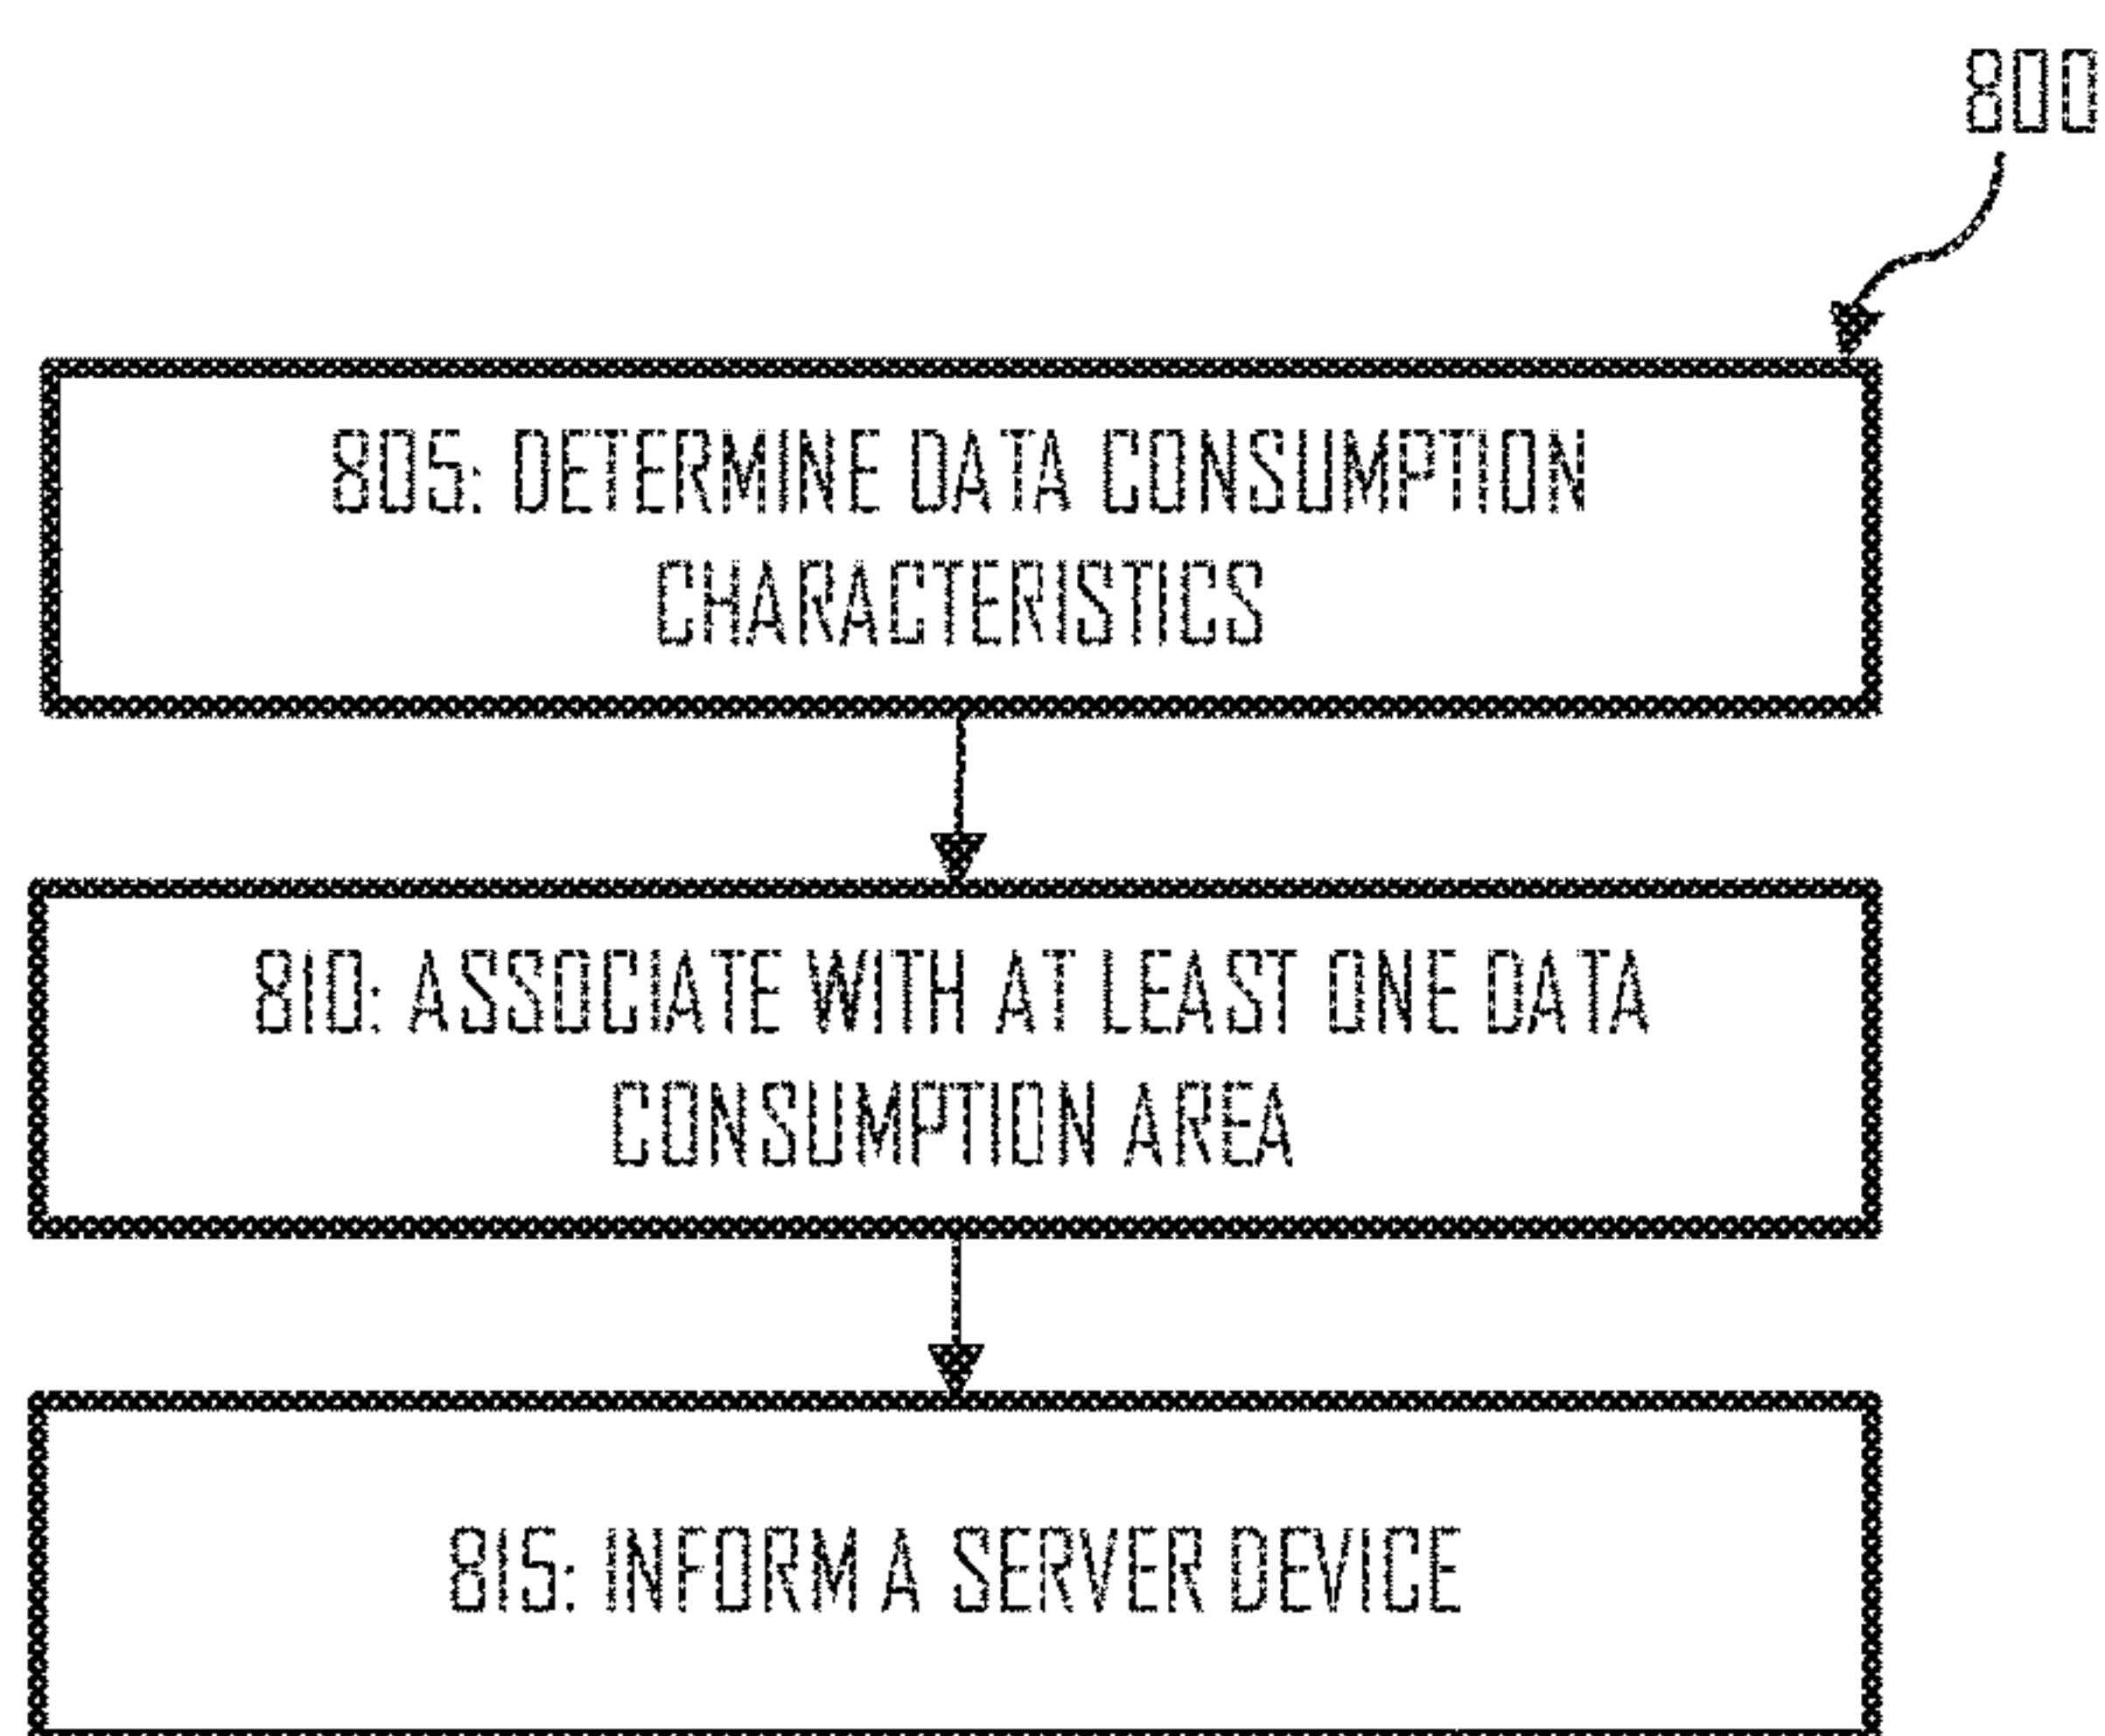 800
805: DETERMINE DATA CONSUMPTION
CHARACTERISTICS
810: ASSOCIATE WITH AT LEAST ONE DATA
CONSUMPTION AREA
815: INFORM A SERVER DEVICE